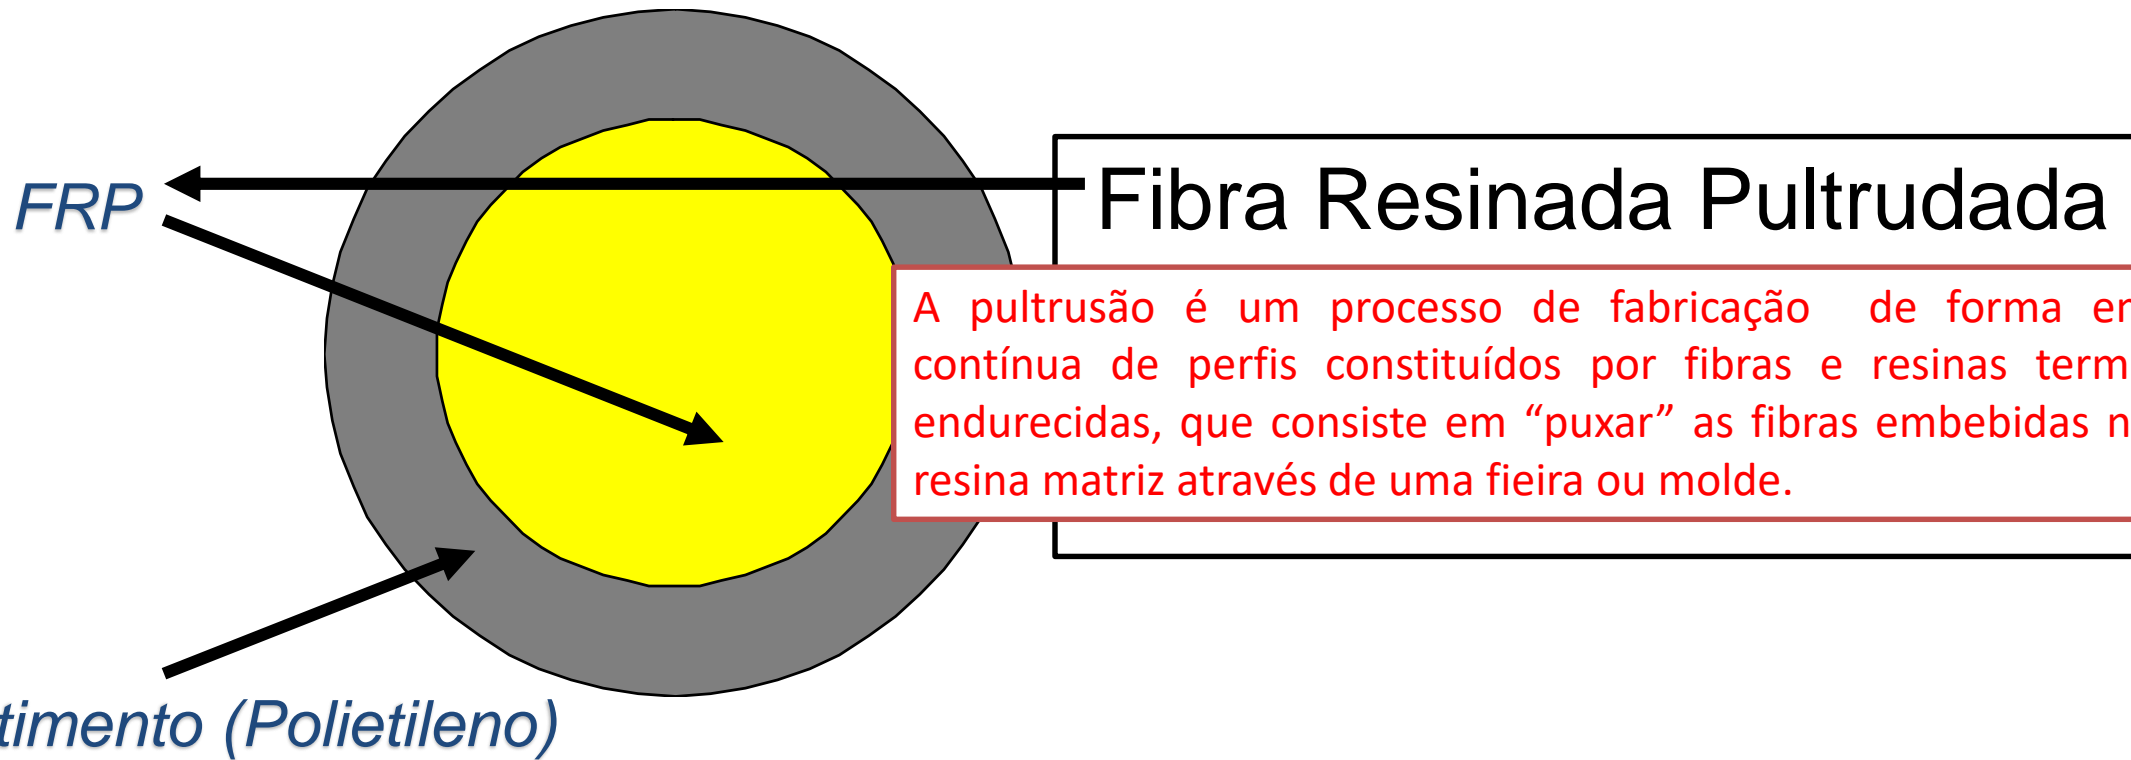 FRP
Fibra Resinada Pultrudada
A pultrusão é um processo de fabricação de forma
contínua de perfis constituídos por fibras e resinas
endurecidas, que consiste em “puxar” as fibras embebidas
resina matriz através de uma fieira ou molde.
(Polietileno)